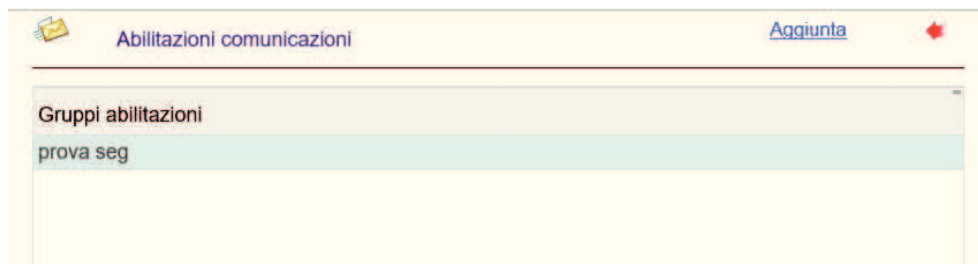 Abilitazioni comunicazioni Aggiunta
Gruppi abilitazioni
prova seg